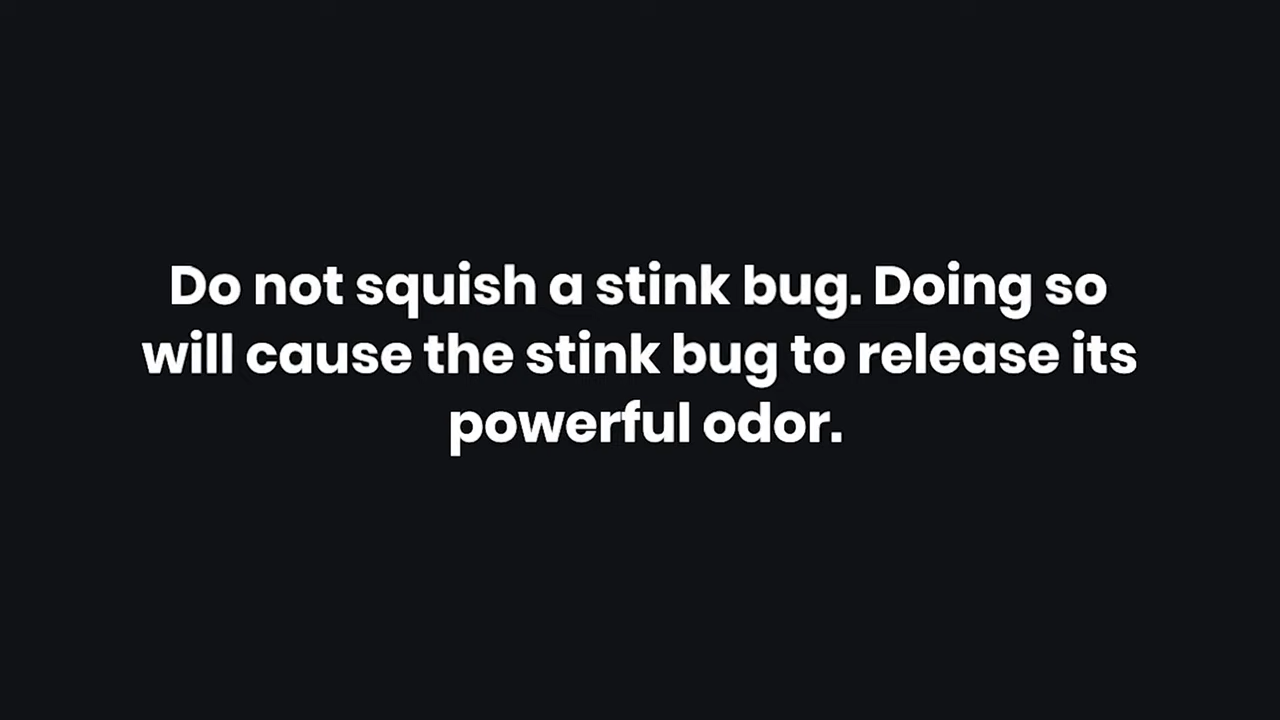 Do not squish a stink bug. Doing so
will cause the stink bug to release its
powerful odor.